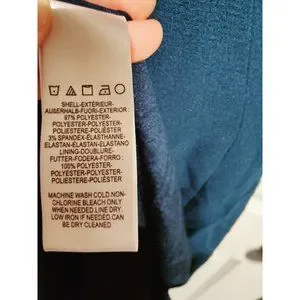 SHELL-EXTÉRIEUR-
AUßERHALB-FUORI-EXTERIOR :
97% POLYESTER-
POLYESTER-POLYESTER-
POLIESTERE-POLIÉSTER
3% SPANDEX-ÉLASTHANNE-
ELASTAN-ELASTAN-ELASTANO
LINING-DOUBLURE-
FUTTER-FODERA-FORRO :
100% POLYESTER-
POLYESTER-POLYESTER-
POLIESTERE-POLIÉSTER
MACHINE WASH COLD.NON-
CHLORINE BLEACH ONLY
WHEN NEEDED.LINE DRY
LOW IRON IF NEEDED.CAN
BE DRY CLEANED.